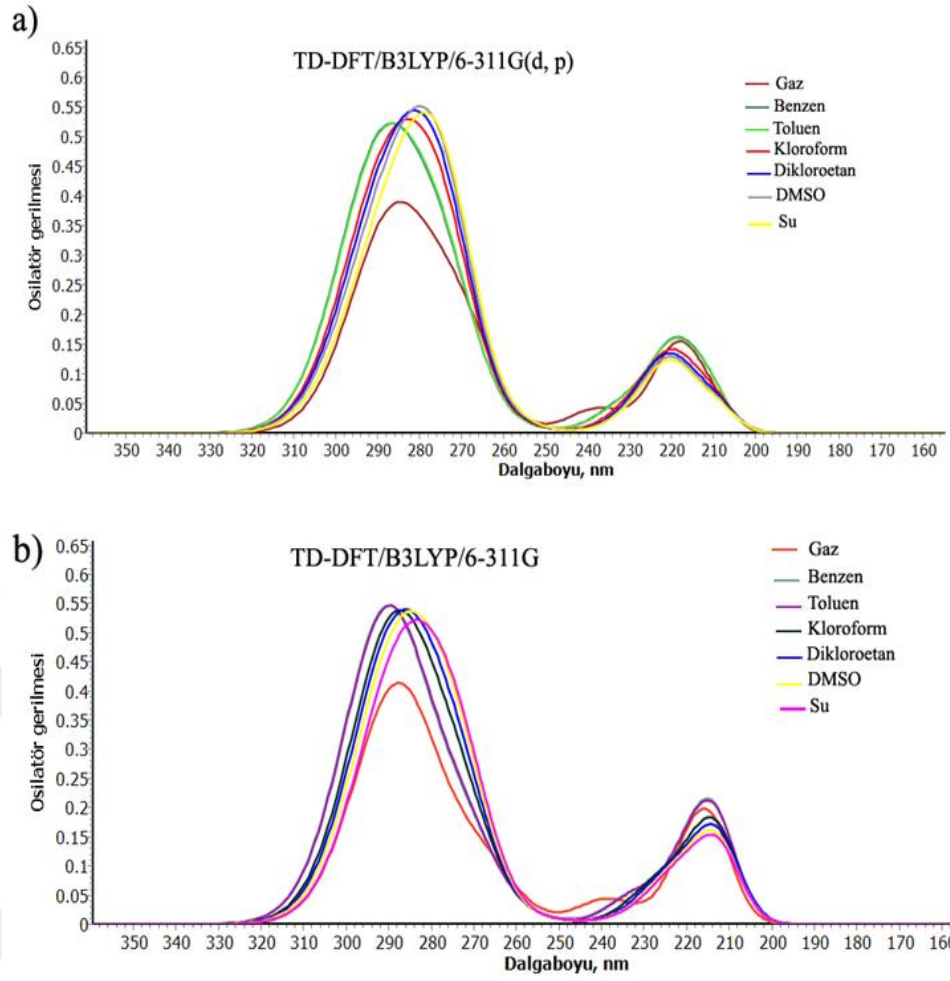 a)
TD-DFT/B3LYP/6-311G(d, p)
Osilatör gerilmesi
0.65
0.6
0.55
0.5
0.45
0.4
0.35
0.3
0.25
0.2
0.15
0.1
0.05
0
Gaz
Benzen
Toluen
Kloroform
Dikloroetan
DMSO
Su
350 340 330 320 310 300 290 280 270 260 250 240 230 220 210 200 190 180 170 160
Dalgaboyu, nm
b)
TD-DFT/B3LYP/6-311G
Osilatör gerilmesi
0.65
0.6
0.55
0.5
0.45
0.4
0.35
0.3
0.25
0.2
0.15
0.1
0.05
0
Gaz
Benzen
Toluen
Kloroform
Dikloroetan
DMSO
Su
350 340 330 320 310 300 290 280 270 260 250 240 230 220 210 200 190 180 170
Dalgaboyu, nm